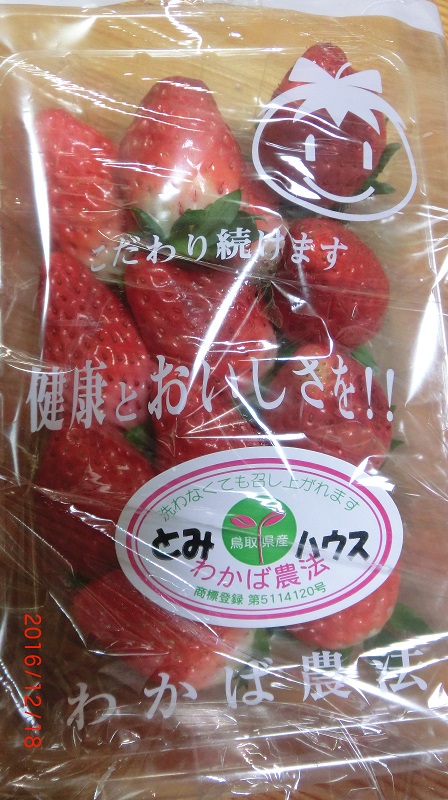 こだわり続けます
健康とおいしさを!!
洗わなくても召し上がれます
とみ 鳥取県産 ハウス
わかば農法
商標登録 第5114120号
わかば農法
2016/12/18